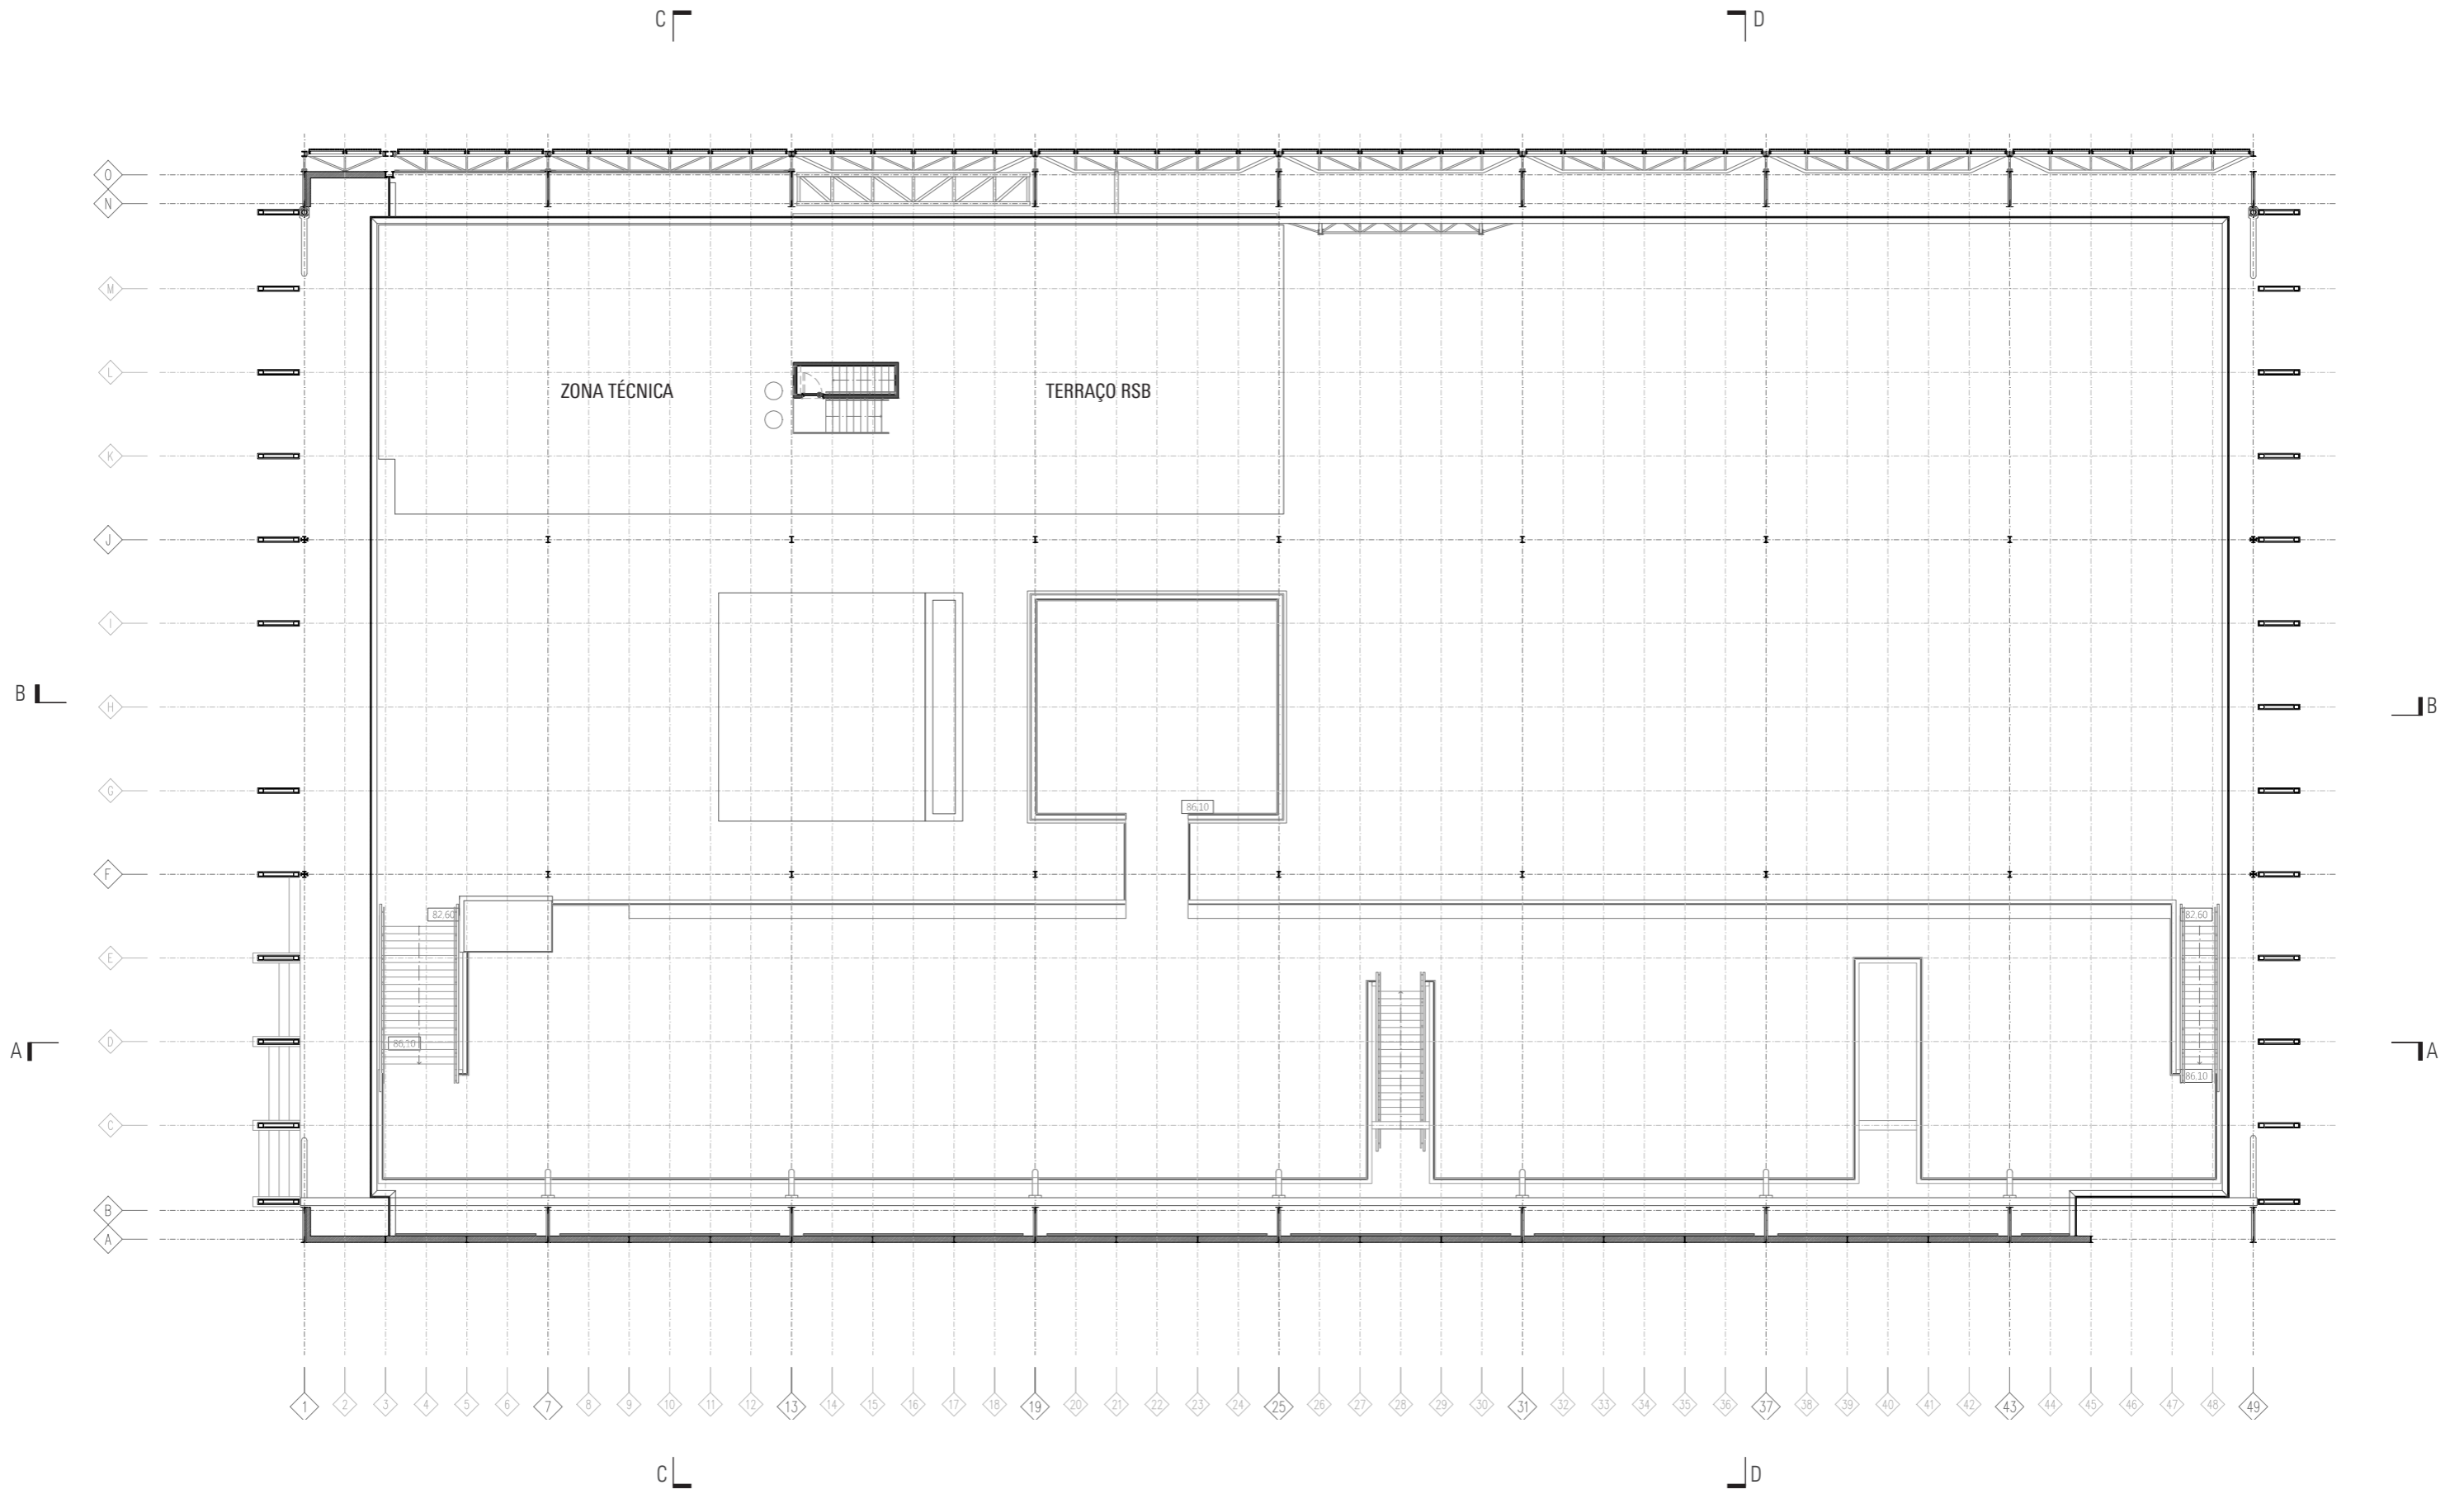 C D
O
N
M
L
ZONA TÉCNICA TERRAÇO RSB
K
J
I
B B
H
G
86,10
F
82.60 82.60
E
A A
D
86,10
86.10
C
B
A
1 2 3 4 5 6 7 8 9 10 11 12 13 14 15 16 17 18 19 20 21 22 23 24 25 26 27 28 29 30 31 32 33 34 35 36 37 38 39 40 41 42 43 44 45 46 47 48 49
C D